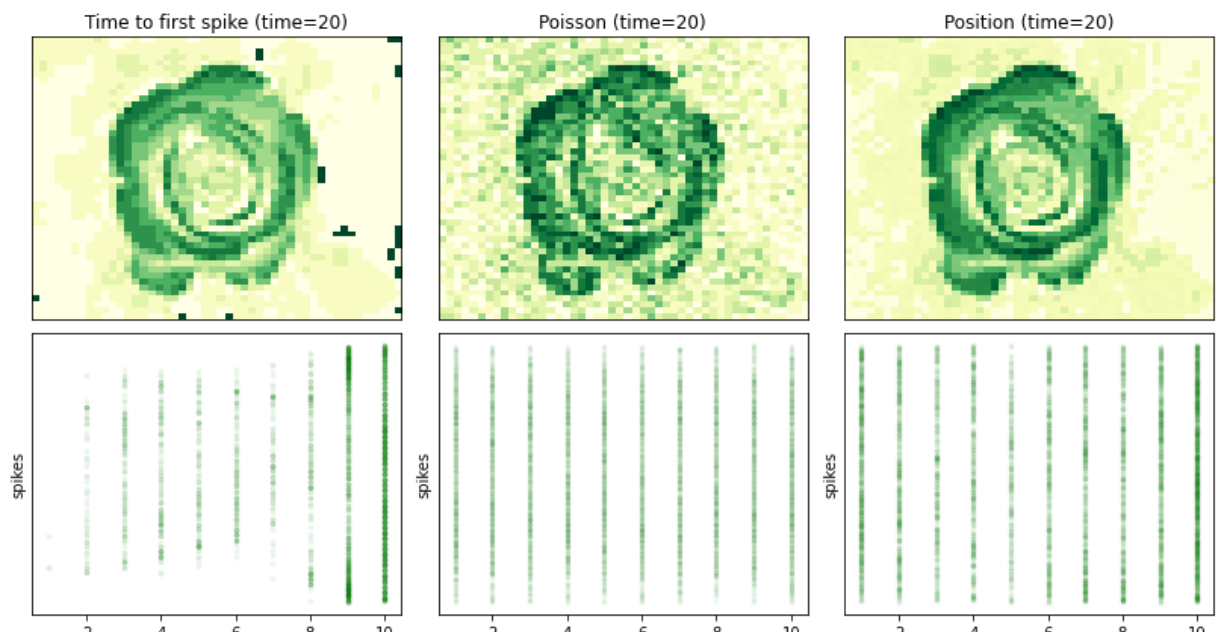 Time to first spike (time=20)
Poisson (time=20)
Position (time=20)
spikes
spikes
spikes
2 4 6 8 10
2 4 6 8 10
2 4 6 8 10